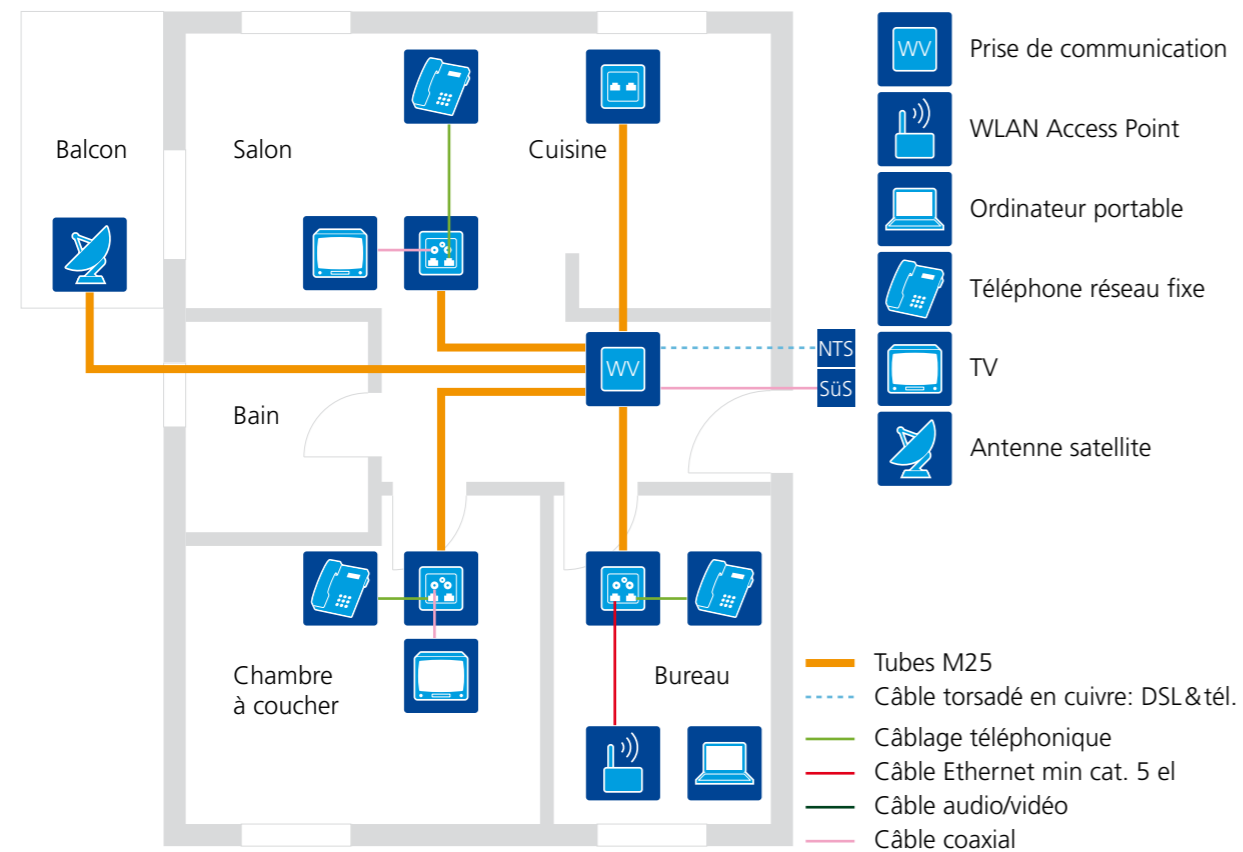 Balcon
Salon
Cuisine
WV
NTS
SüS
Bain
Chambre
à coucher
Bureau
WV
Prise de communication
WLAN Access Point
Ordinateur portable
Téléphone réseau fixe
TV
Antenne satellite
Tubes M25
Câble torsadé en cuivre: DSL & tél.
Câblage téléphonique
Câble Ethernet min cat. 5 el
Câble audio/vidéo
Câble coaxial